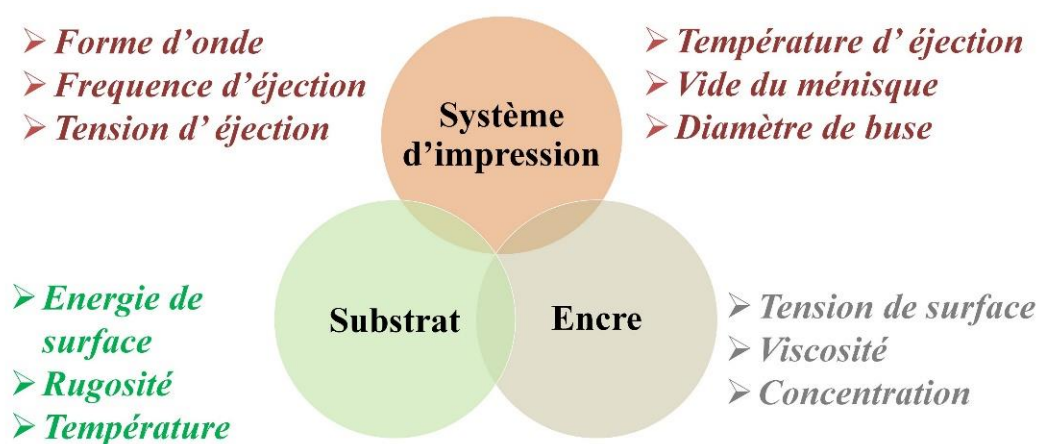 ➢ Forme d’onde
➢ Frequence d’éjection
➢ Tension d’ éjection
➢ Température d’ éjection
➢ Vide du ménisque
➢ Diamètre de buse
Système
d’impression
Substrat
Encre
➢ Energie de
surface
➢ Rugosité
➢ Température
➢ Tension de surface
➢ Viscosité
➢ Concentration